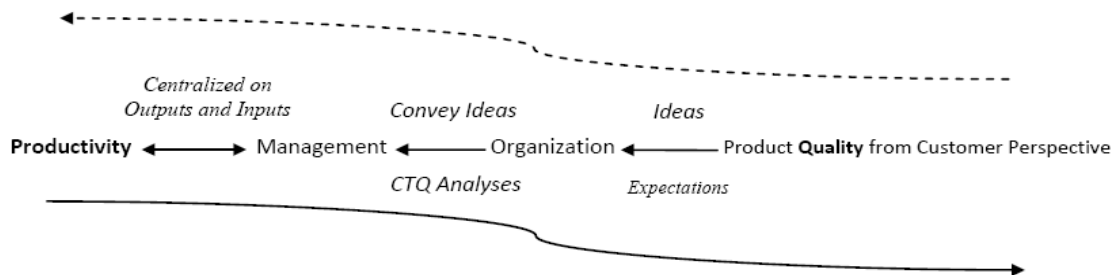 Centralized on
Outputs and Inputs
Convey Ideas
Ideas
Productivity
Management
Organization
Product Quality from Customer Perspective
CTQ Analyses
Expectations